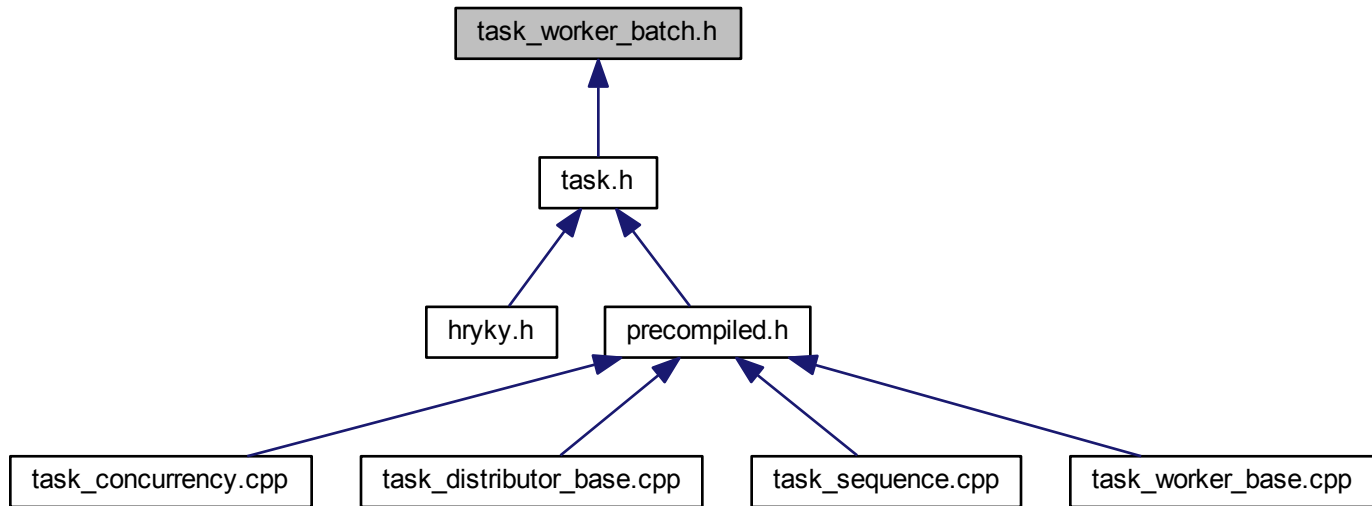 task_worker_batch.h
task.h
hryky.h
precompiled.h
task_concurrency.cpp
task_distributor_base.cpp
task_sequence.cpp
task_worker_base.cpp